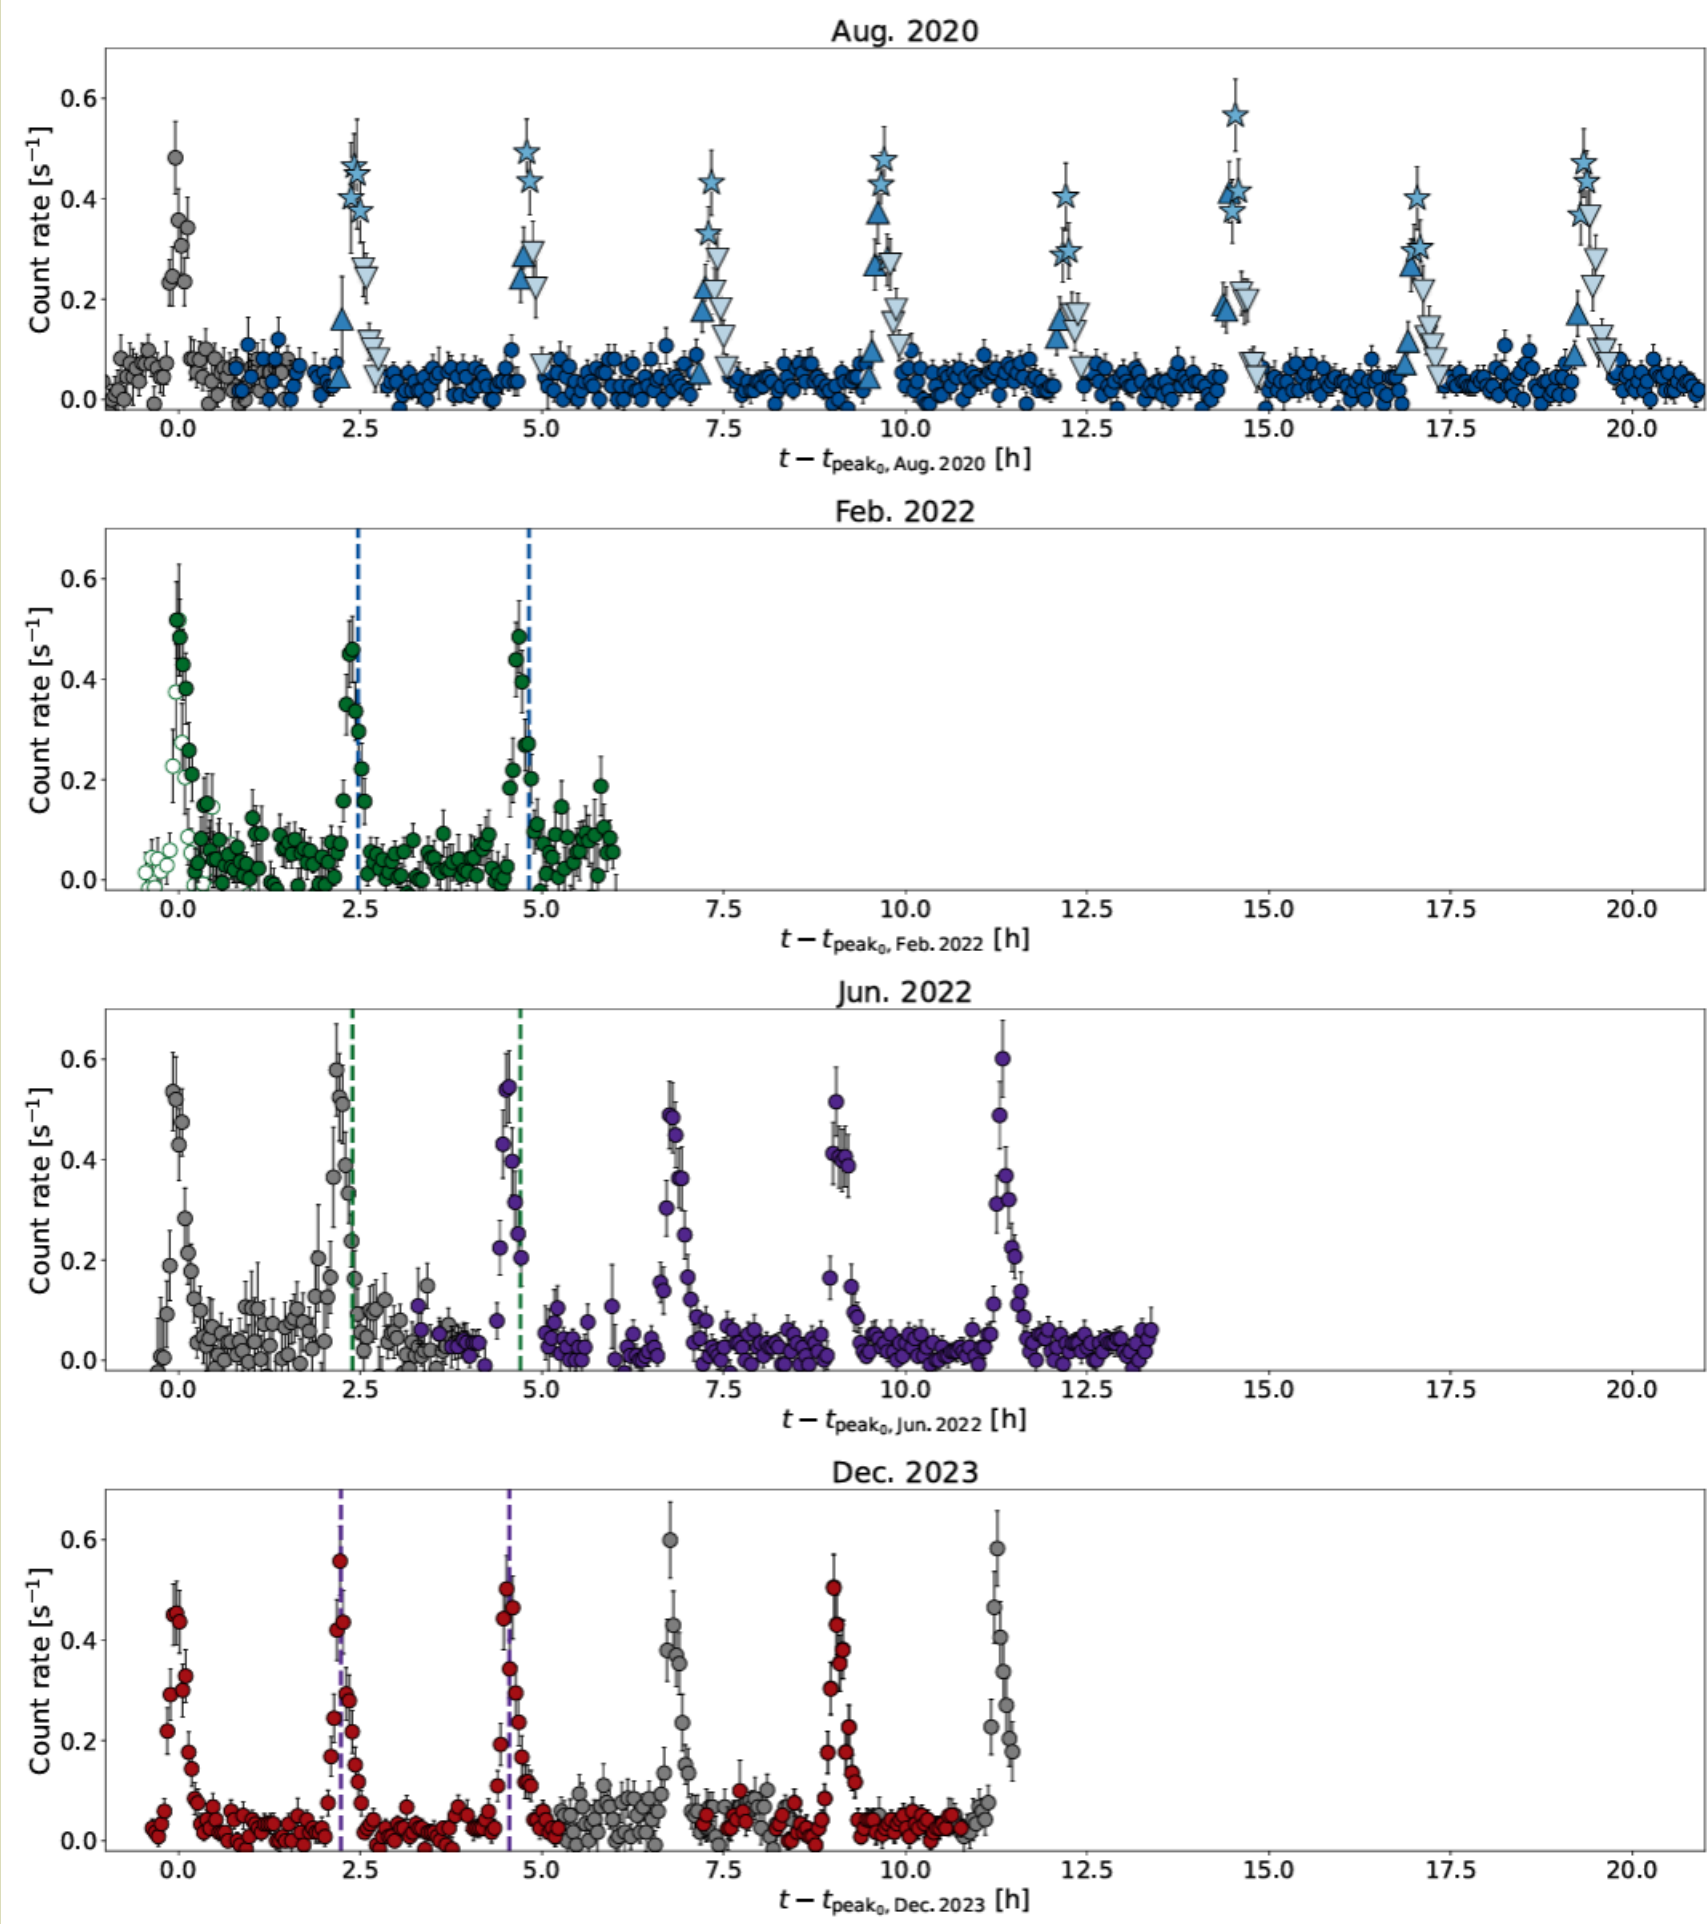 Aug. 2020
Count rate [s⁻¹]
0.6
0.4
0.2
0.0
0.0 2.5 5.0 7.5 10.0 12.5 15.0 17.5 20.0
t − t_peak₀, Aug. 2020 [h]
Feb. 2022
Count rate [s⁻¹]
0.6
0.4
0.2
0.0
0.0 2.5 5.0 7.5 10.0 12.5 15.0 17.5 20.0
t − t_peak₀, Feb. 2022 [h]
Jun. 2022
Count rate [s⁻¹]
0.6
0.4
0.2
0.0
0.0 2.5 5.0 7.5 10.0 12.5 15.0 17.5 20.0
t − t_peak₀, Jun. 2022 [h]
Dec. 2023
Count rate [s⁻¹]
0.6
0.4
0.2
0.0
0.0 2.5 5.0 7.5 10.0 12.5 15.0 17.5 20.0
t − t_peak₀, Dec. 2023 [h]